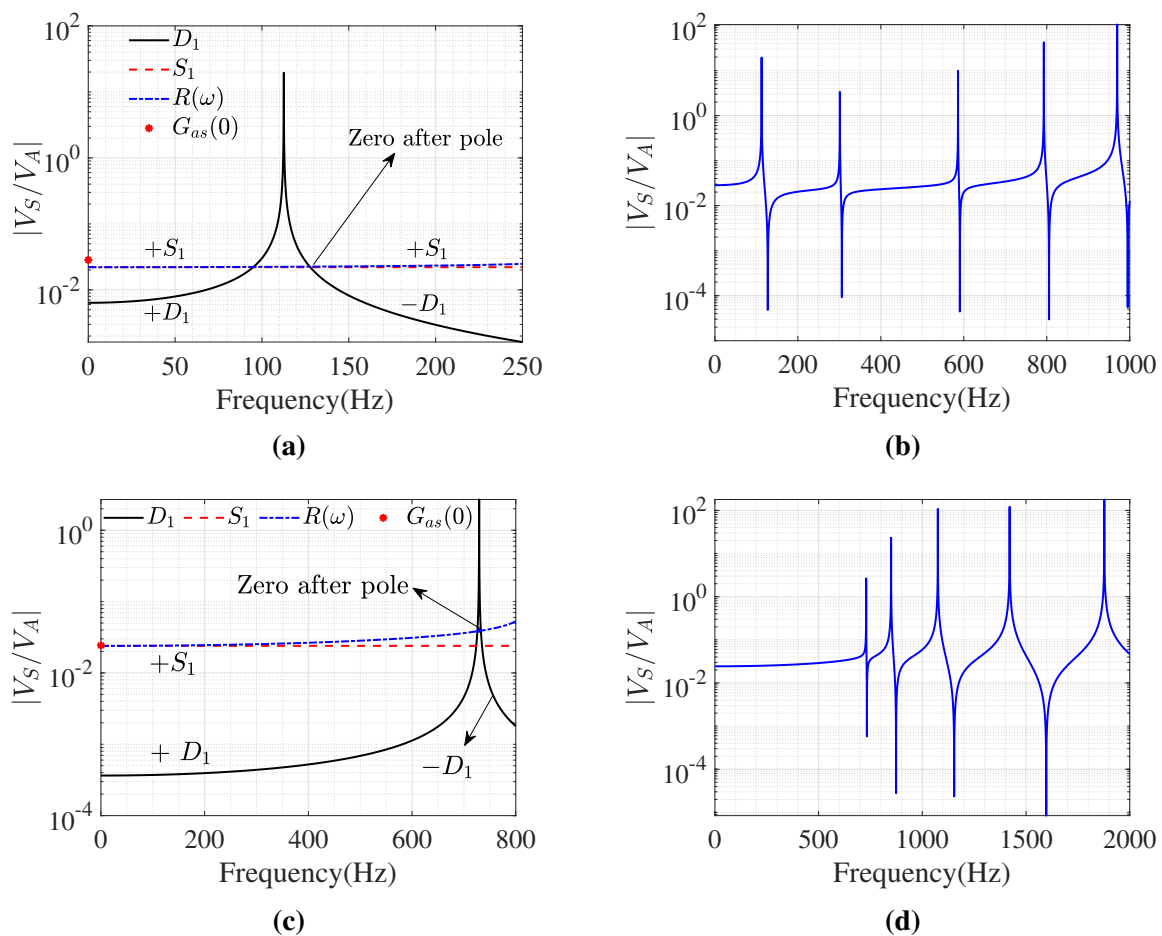 10^2
D_1
S_1
R(ω)
G_{as}(0)
Zero after pole
10^0
+S_1
+S_1
10^{-2}
+D_1
−D_1
|V_S/V_A|
0 50 100 150 200 250
Frequency(Hz)
(a)
10^2
10^0
10^{-2}
10^{-4}
|V_S/V_A|
0 200 400 600 800 1000
Frequency(Hz)
(b)
D_1 S_1 R(ω) G_{as}(0)
10^0
Zero after pole
+S_1
10^{-2}
+ D_1
−D_1
10^{-4}
|V_S/V_A|
0 200 400 600 800
Frequency(Hz)
(c)
10^2
10^0
10^{-2}
10^{-4}
|V_S/V_A|
0 500 1000 1500 2000
Frequency(Hz)
(d)